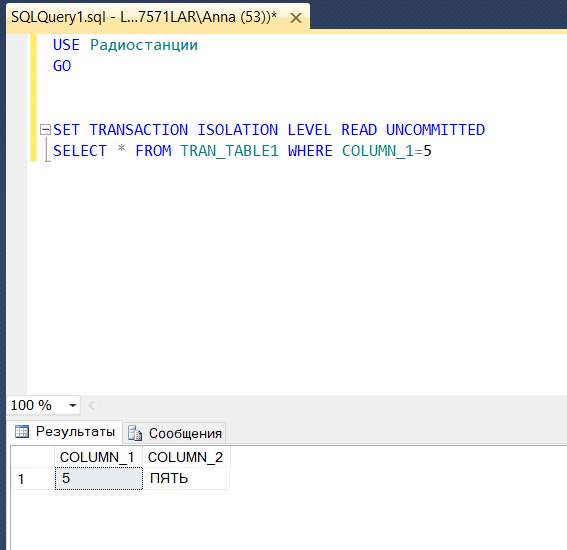 SQLQuery1.sql - L...7571LAR\Anna (53))*
USE Радиостанции
GO
SET TRANSACTION ISOLATION LEVEL READ UNCOMMITTED
SELECT * FROM TRAN_TABLE1 WHERE COLUMN_1=5
100 %
Результаты Сообщения
COLUMN_1 COLUMN_2
1 5 ПЯТЬ